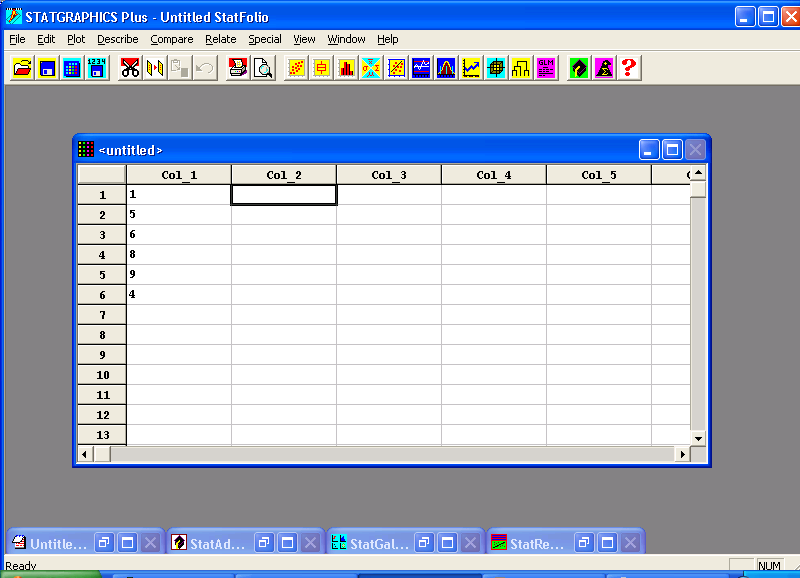 STATGRAPHICS Plus - Untitled StatFolio
File Edit Plot Describe Compare Relate Special View Window Help
1234 GLM ?
<untitled>
Col_1 Col_2 Col_3 Col_4 Col_5
1 1
2 5
3 6
4 8
5 9
6 4
7
8
9
10
11
12
13
Untitle... StatAd... StatGal... StatRe...
Ready NUM